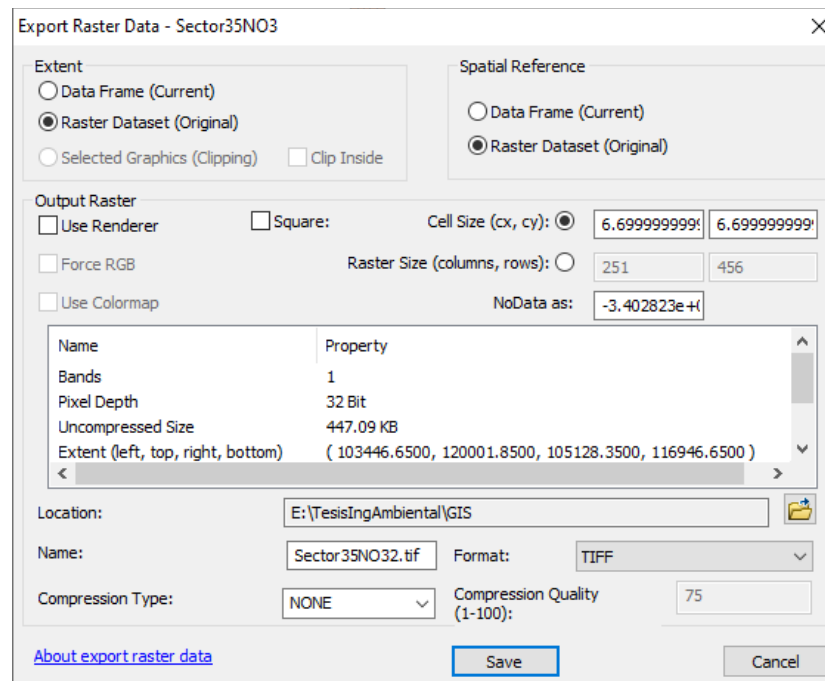 Export Raster Data - Sector35NO3
Extent
Data Frame (Current)
Raster Dataset (Original)
Selected Graphics (Clipping) Clip Inside
Spatial Reference
Data Frame (Current)
Raster Dataset (Original)
Output Raster
Use Renderer Square: Cell Size (cx, cy): 6.699999999 6.699999999
Force RGB Raster Size (columns, rows): 251 456
Use Colormap NoData as: -3.402823e+(
Name Property
Bands 1
Pixel Depth 32 Bit
Uncompressed Size 447.09 KB
Extent (left, top, right, bottom) ( 103446.6500, 120001.8500, 105128.3500, 116946.6500 )
Location: E:\TesisIngAmbiental\GIS
Name: Sector35NO32.tif Format: TIFF
Compression Type: NONE Compression Quality (1-100): 75
About export raster data Save Cancel